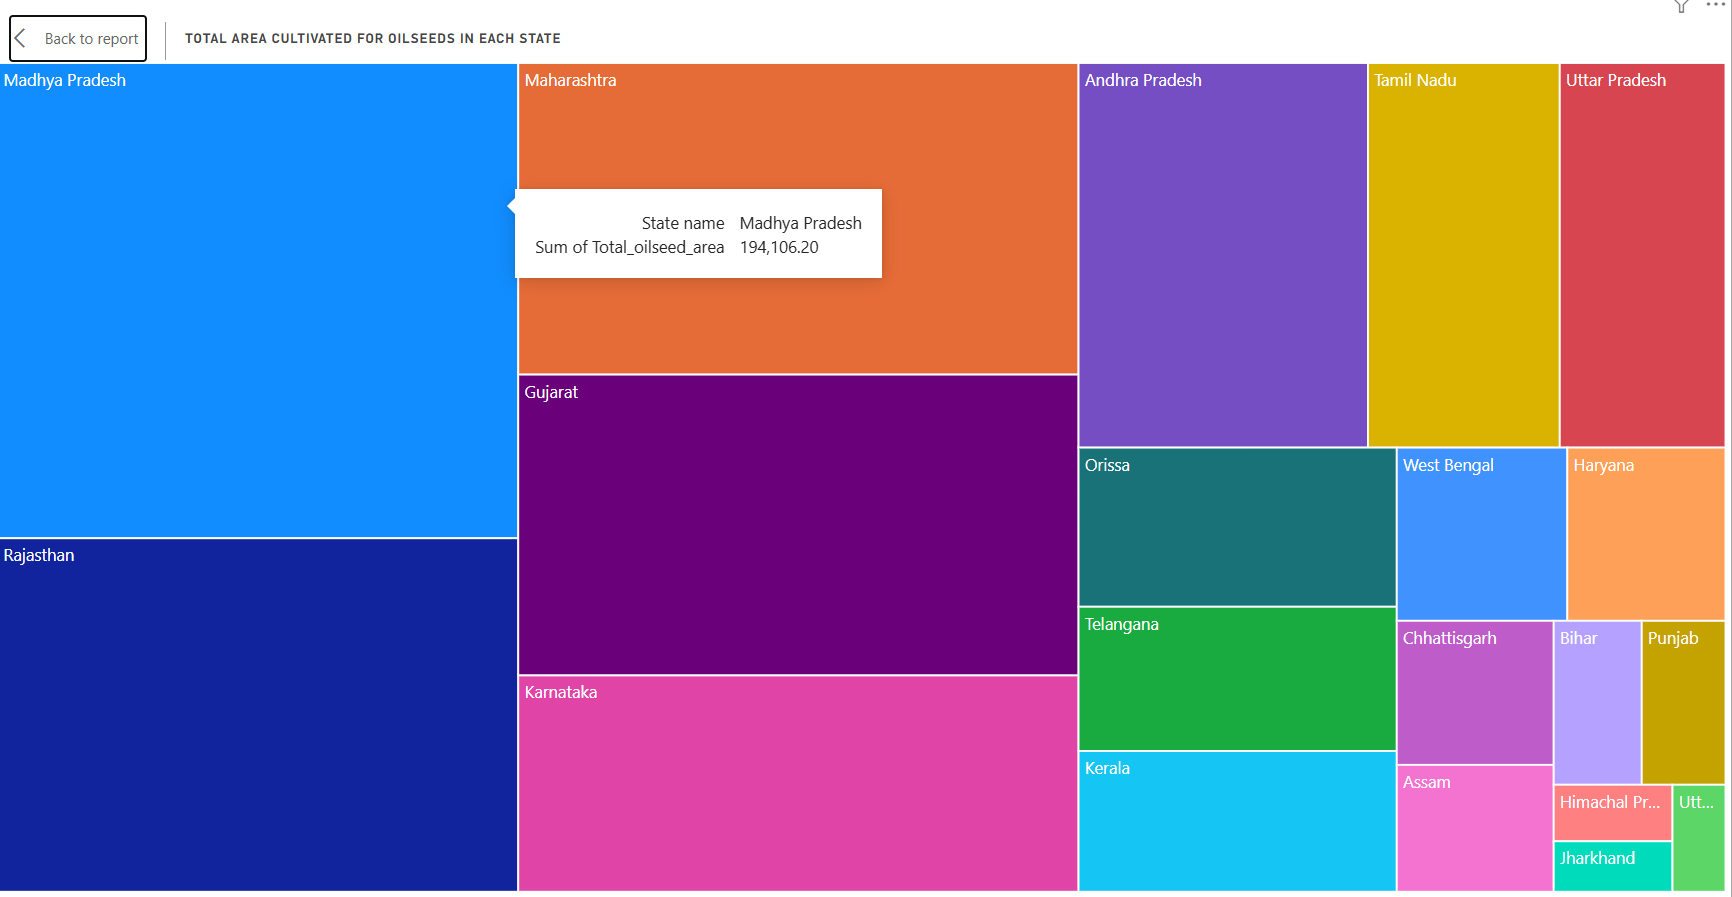 Back to report
TOTAL AREA CULTIVATED FOR OILSEEDS IN EACH STATE
Madhya Pradesh
Maharashtra
Andhra Pradesh
Tamil Nadu
Uttar Pradesh
State name Madhya Pradesh
Sum of Total_oilseed_area 194,106.20
Gujarat
Orissa
West Bengal
Haryana
Rajasthan
Telangana
Chhattisgarh
Bihar
Punjab
Karnataka
Kerala
Assam
Himachal Pr...
Utt...
Jharkhand